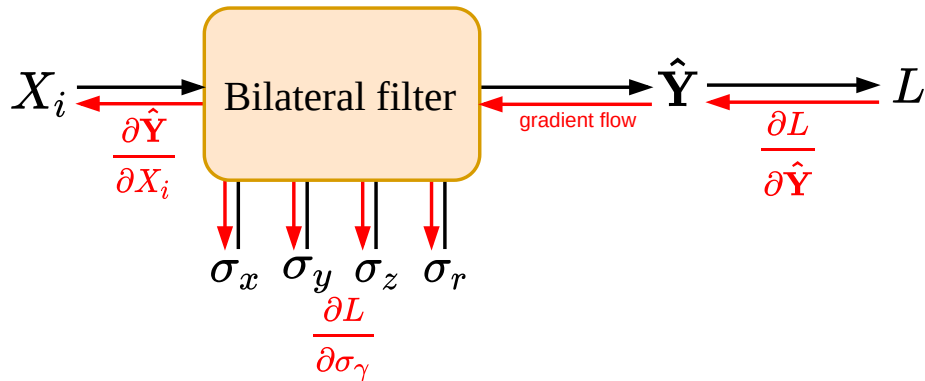 X_i
Bilateral filter
Ŷ
L
gradient flow
∂Ŷ/∂X_i
∂L/∂Ŷ
σ_x σ_y σ_z σ_r
∂L/∂σ_γ